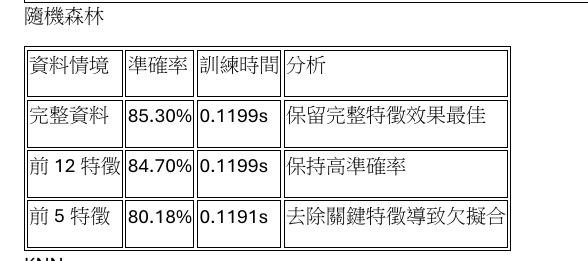 隨機森林
資料情境 準確率 訓練時間 分析
完整資料 85.30% 0.1199s 保留完整特徵效果最佳
前 12 特徵 84.70% 0.1199s 保持高準確率
前 5 特徵 80.18% 0.1191s 去除關鍵特徵導致欠擬合